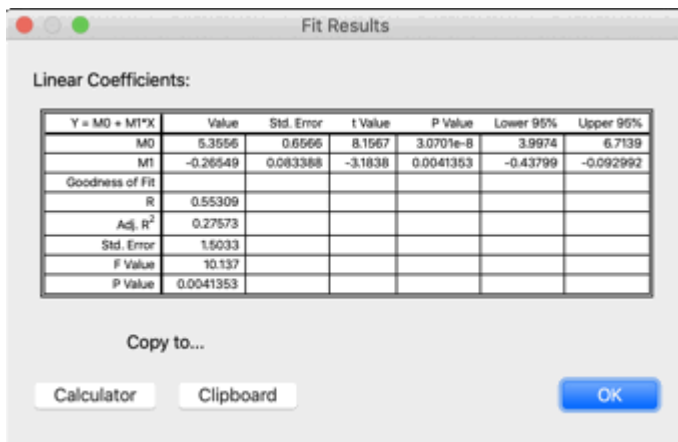 Fit Results
Linear Coefficients:
Y = M0 + M1*X Value Std. Error t Value P Value Lower 95% Upper 95%
M0 5.3556 0.6566 8.1567 3.0701e-8 3.9974 6.7139
M1 -0.26549 0.083388 -3.1838 0.0041353 -0.43799 -0.092992
Goodness of Fit
R 0.55309
Adj. R² 0.27573
Std. Error 1.5033
F Value 10.137
P Value 0.0041353
Copy to...
Calculator Clipboard OK